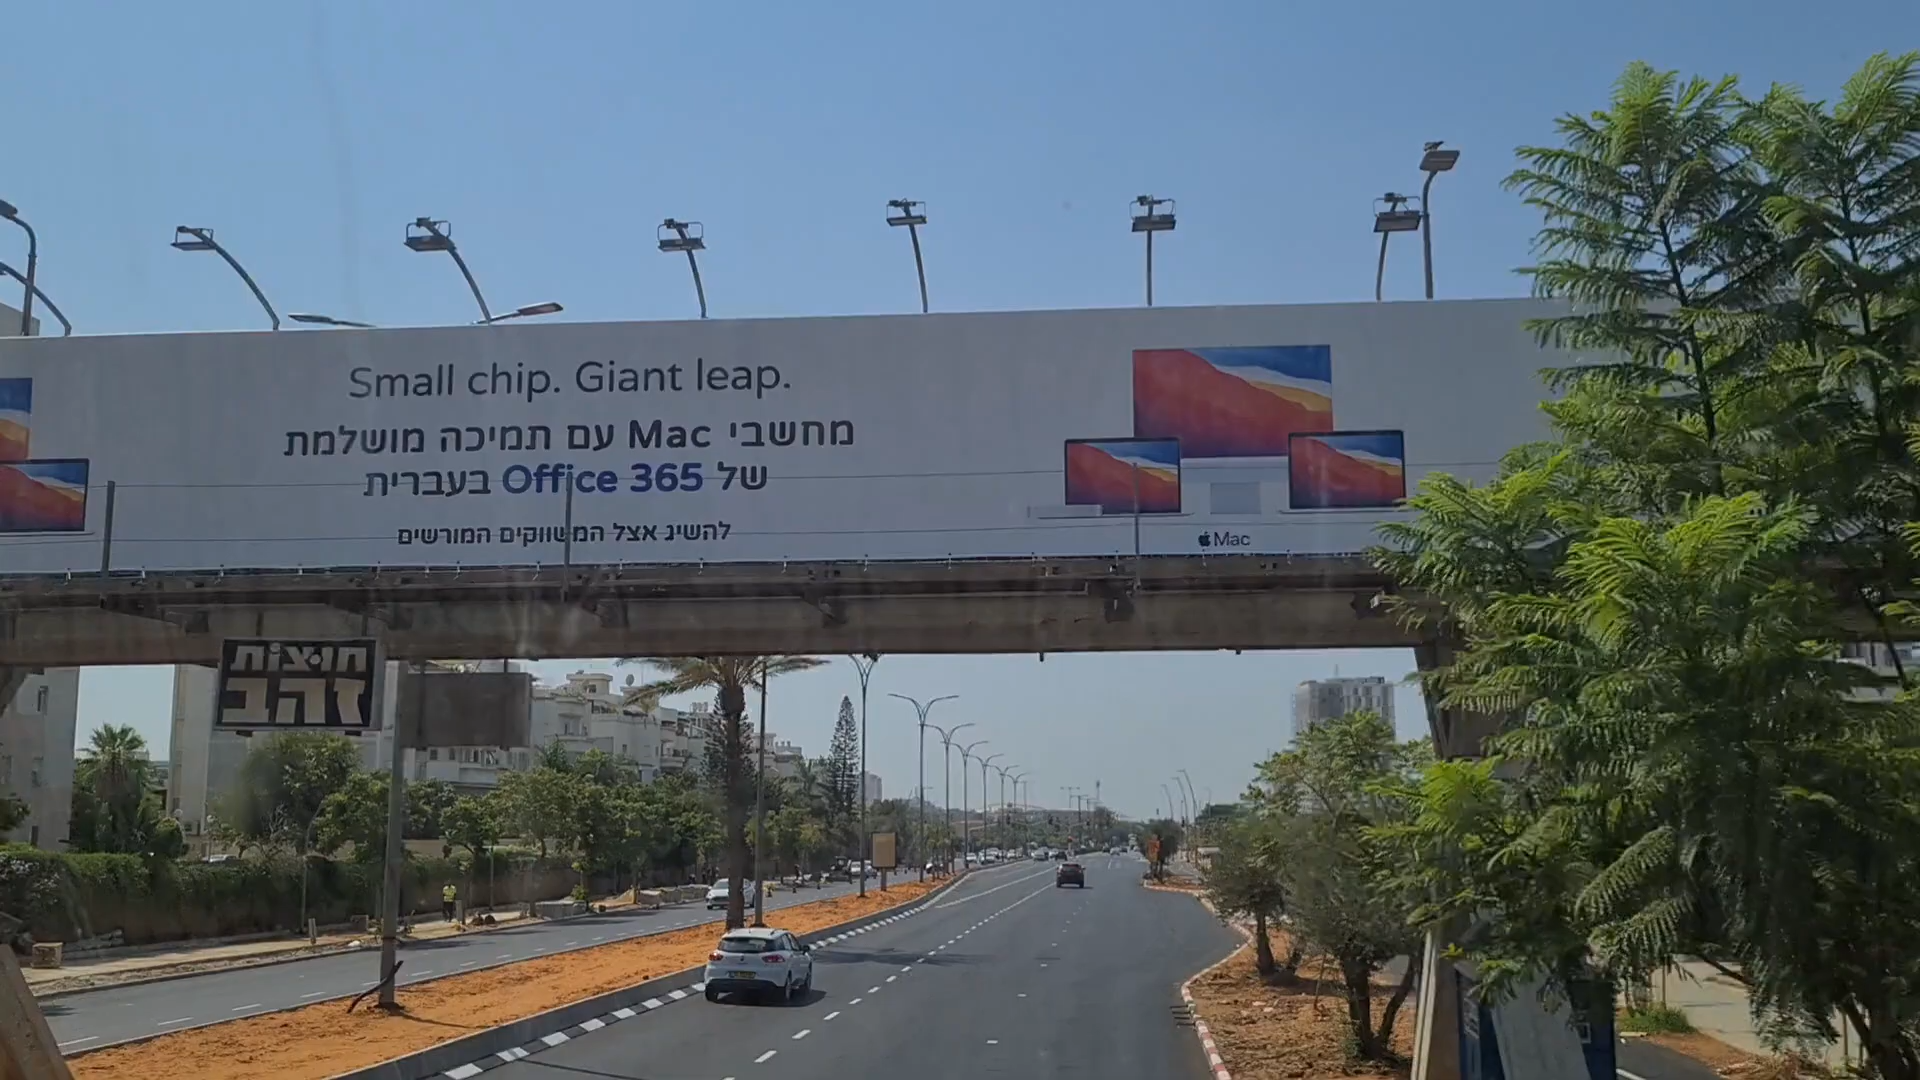 Small chip. Giant leap.
מחשבי Mac עם תמיכה מושלמת
של Office 365 בעברית
להשיג אצל המשווקים המורשים
Mac
חוצות
זהב